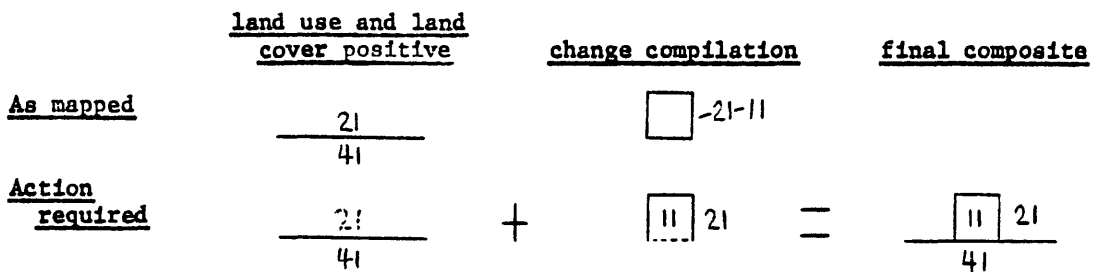 land use and land
cover positive
change compilation
final composite
As mapped
21
41
-21-11
Action
required
21
41
+
11 21
=
11 21
41